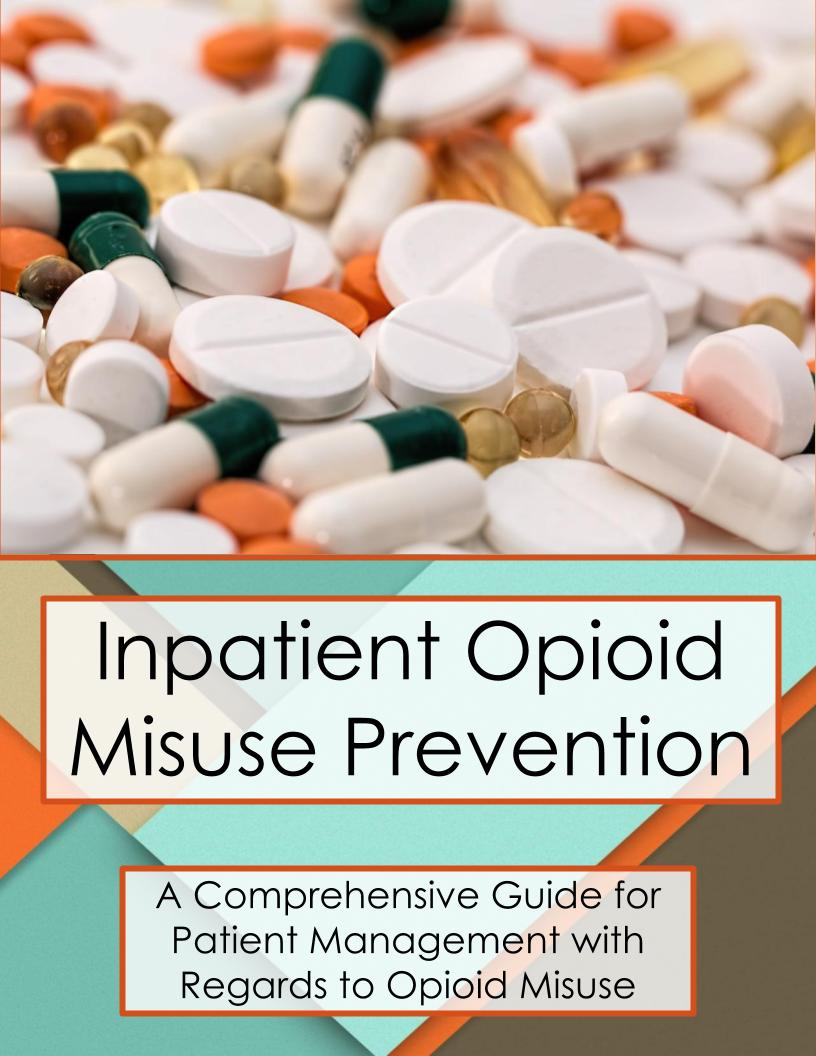 Inpatient Opioid
Misuse Prevention
A Comprehensive Guide for
Patient Management with
Regards to Opioid Misuse